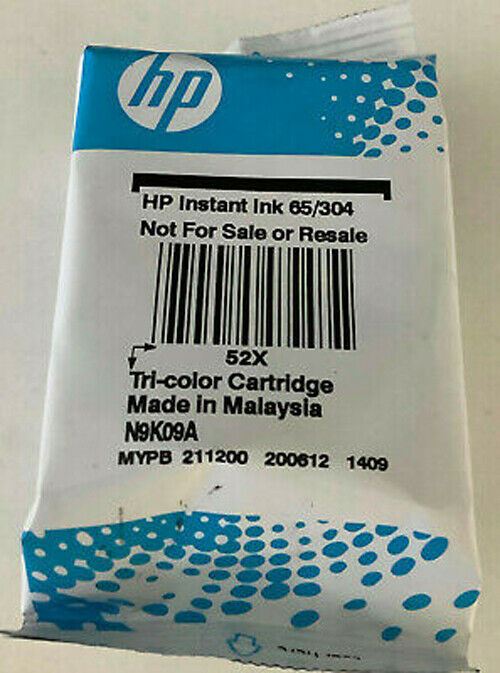 hp
HP Instant Ink 65/304
Not For Sale or Resale
52X
Tri-color Cartridge
Made in Malaysia
N9K09A
MYPB 211200 200612 1409